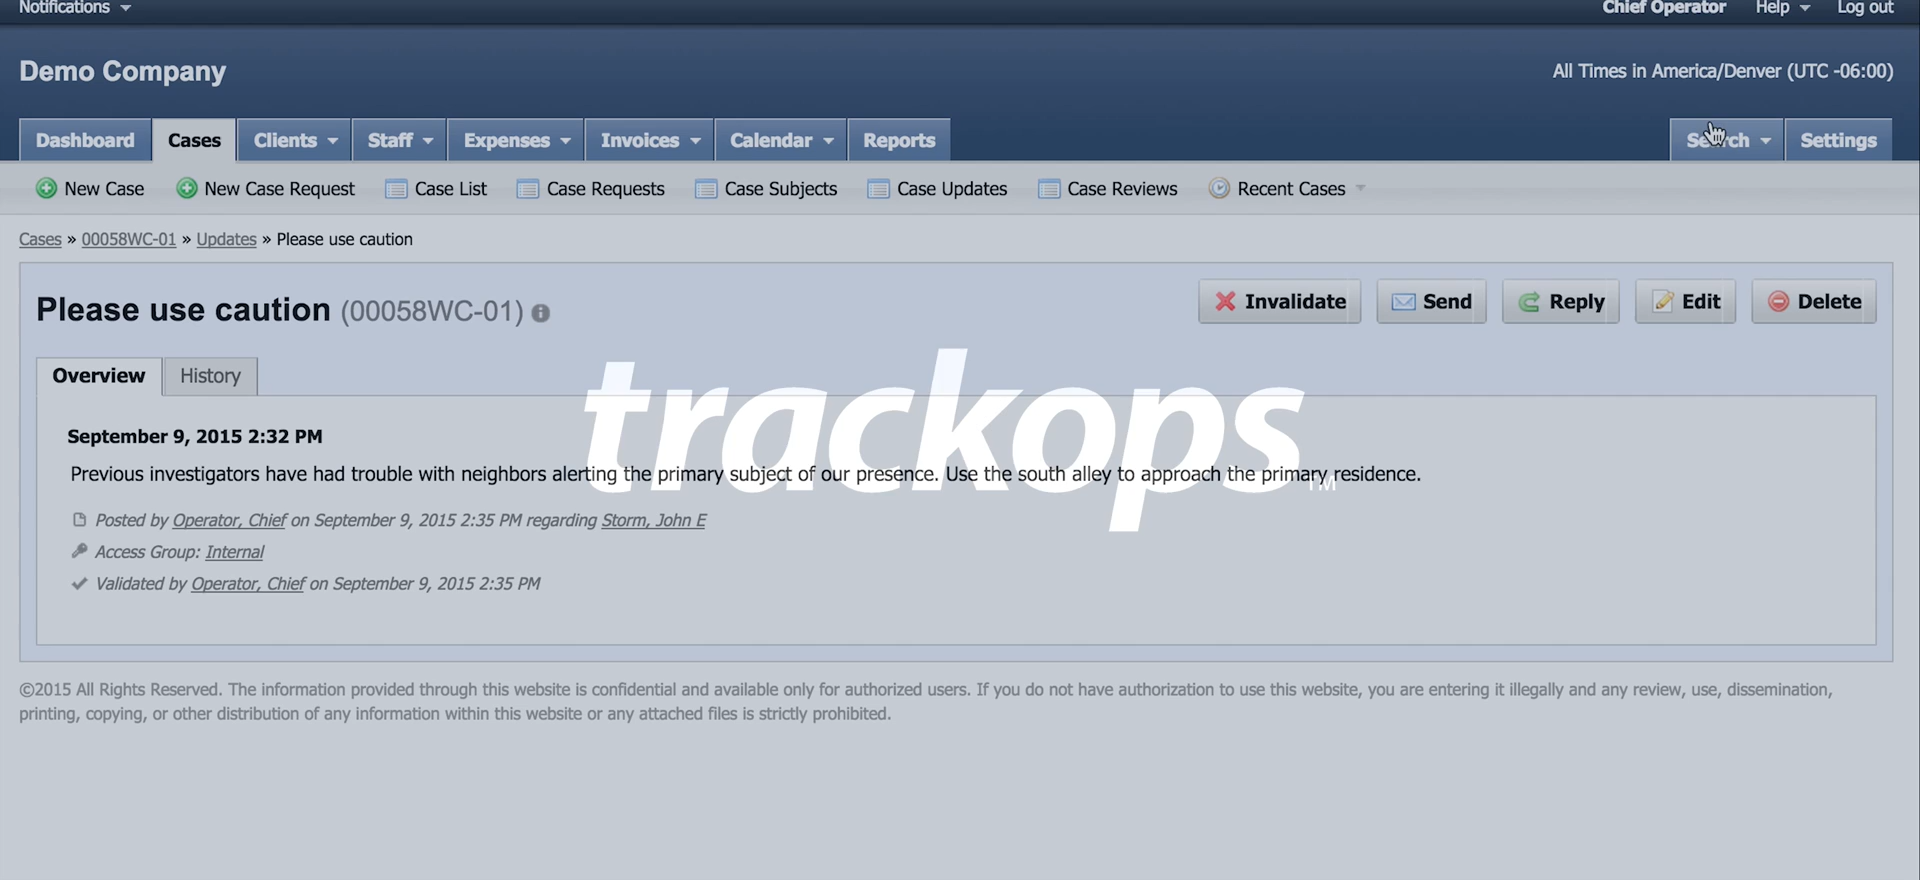 Notifications
Chief Operator Help Log out
Demo Company
All Times in America/Denver (UTC -06:00)
Dashboard Cases Clients Staff Expenses Invoices Calendar Reports Search Settings
New Case New Case Request Case List Case Requests Case Subjects Case Updates Case Reviews Recent Cases
Cases » 00058WC-01 » Updates » Please use caution
Please use caution (00058WC-01)
Invalidate Send Reply Edit Delete
Overview History
trackops™
September 9, 2015 2:32 PM
Previous investigators have had trouble with neighbors alerting the primary subject of our presence. Use the south alley to approach the primary residence.
Posted by Operator, Chief on September 9, 2015 2:35 PM regarding Storm, John E
Access Group: Internal
Validated by Operator, Chief on September 9, 2015 2:35 PM
©2015 All Rights Reserved. The information provided through this website is confidential and available only for authorized users. If you do not have authorization to use this website, you are entering it illegally and any review, use, dissemination,
printing, copying, or other distribution of any information within this website or any attached files is strictly prohibited.